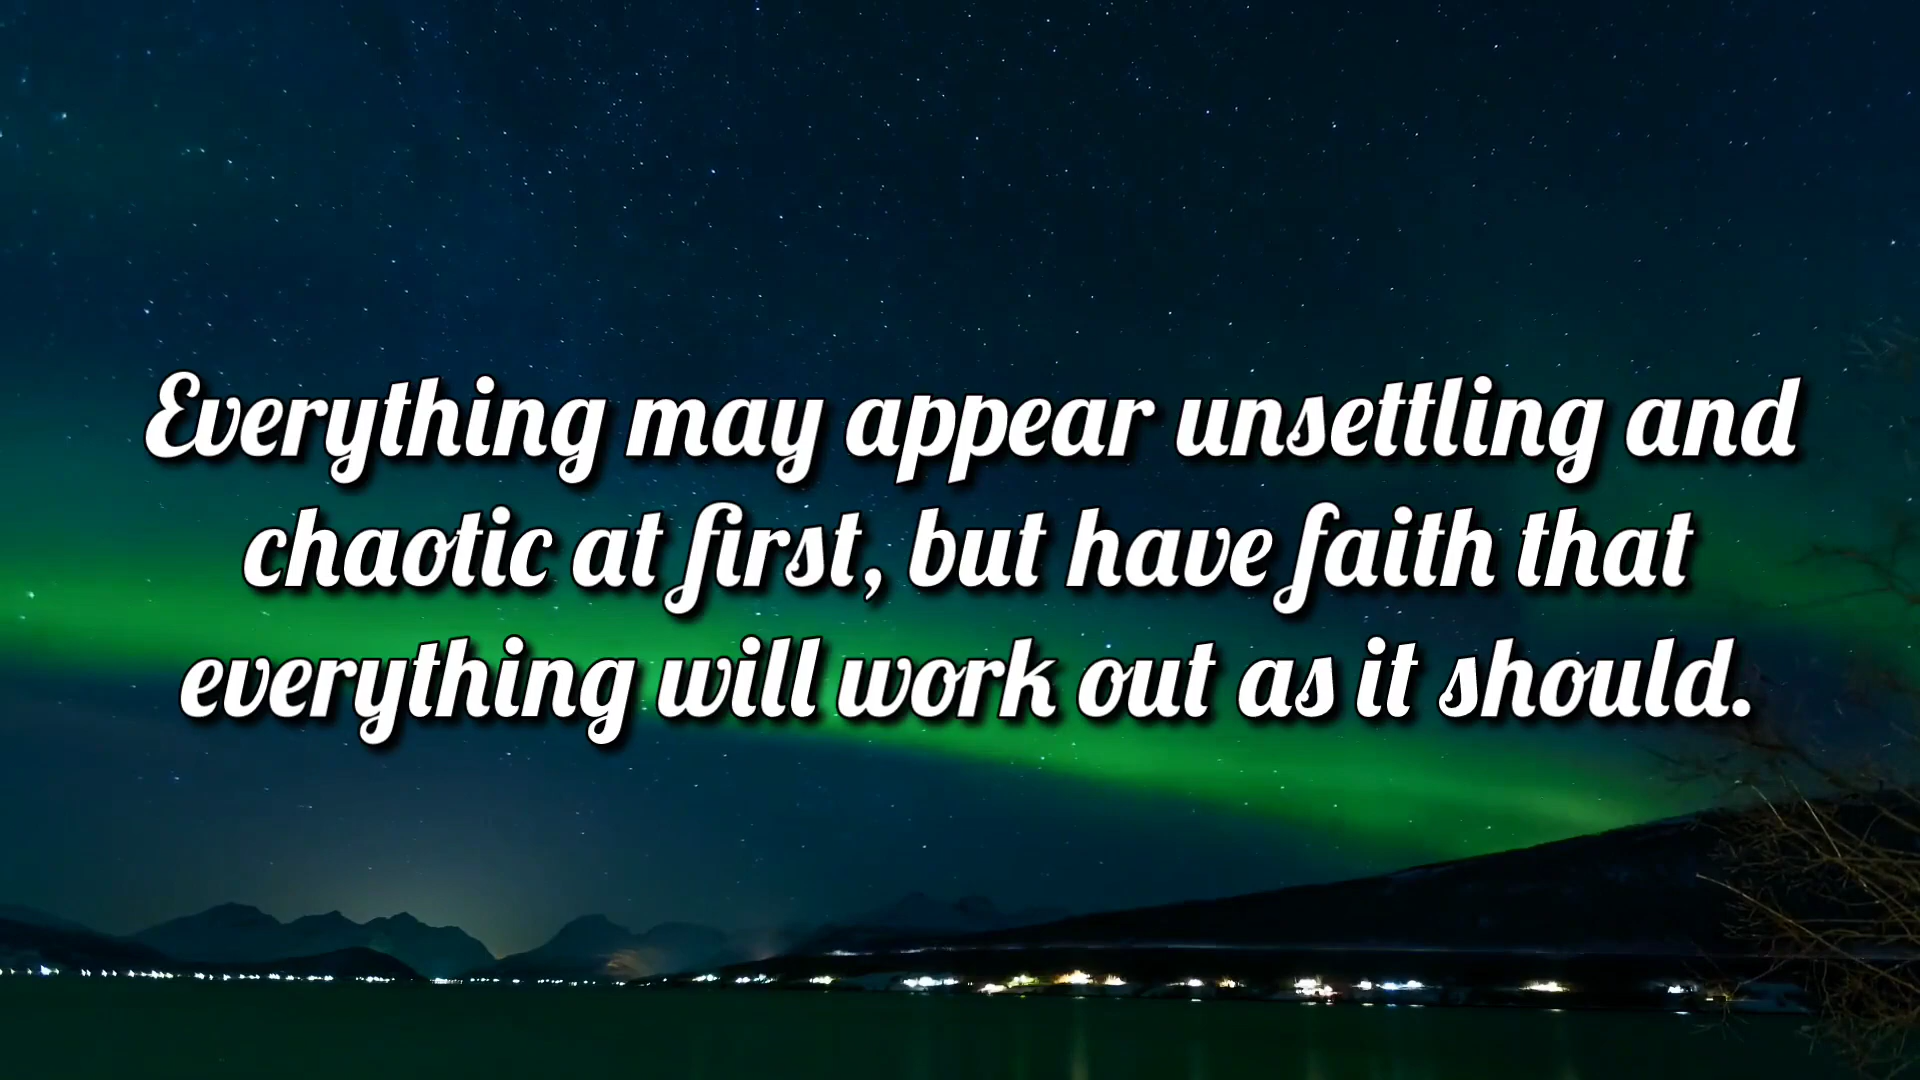 Everything may appear unsettling and
chaotic at first, but have faith that
everything will work out as it should.